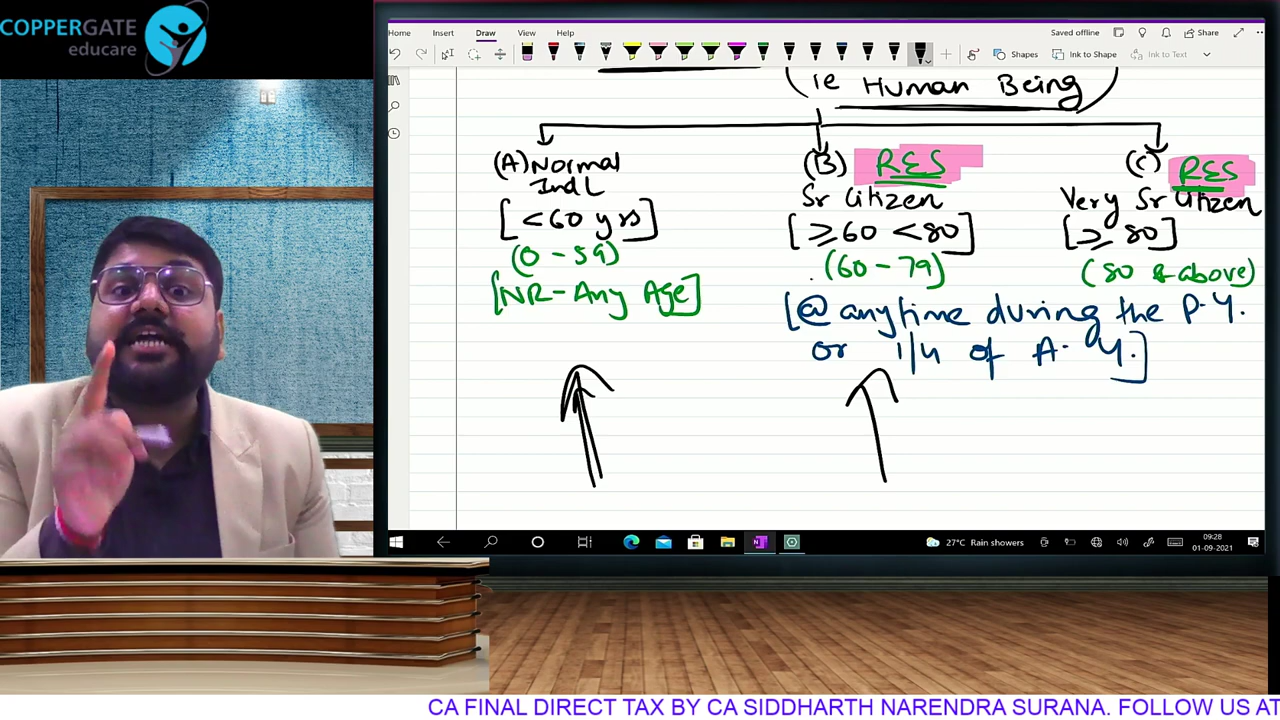 COPPERGATE
educare
Home Insert Draw View Help
Saved offline
Share
Shapes
Ink to Shape
Ink to Text
(ie Human Being)
(A) Normal
Indl
[<60 yrs]
(0-59)
[NR-Any Age]
(B) RES
Sr Citizen
[≥60 <80]
(60-79)
(C) RES
Very Sr Citizen
[≥ 80]
(80 & above)
[@ anytime during the P.Y.
or 1/4 of A.Y.]
27°C Rain showers
09:28
01-09-2021
CA FINAL DIRECT TAX BY CA SIDDHARTH NARENDRA SURANA. FOLLOW US AT